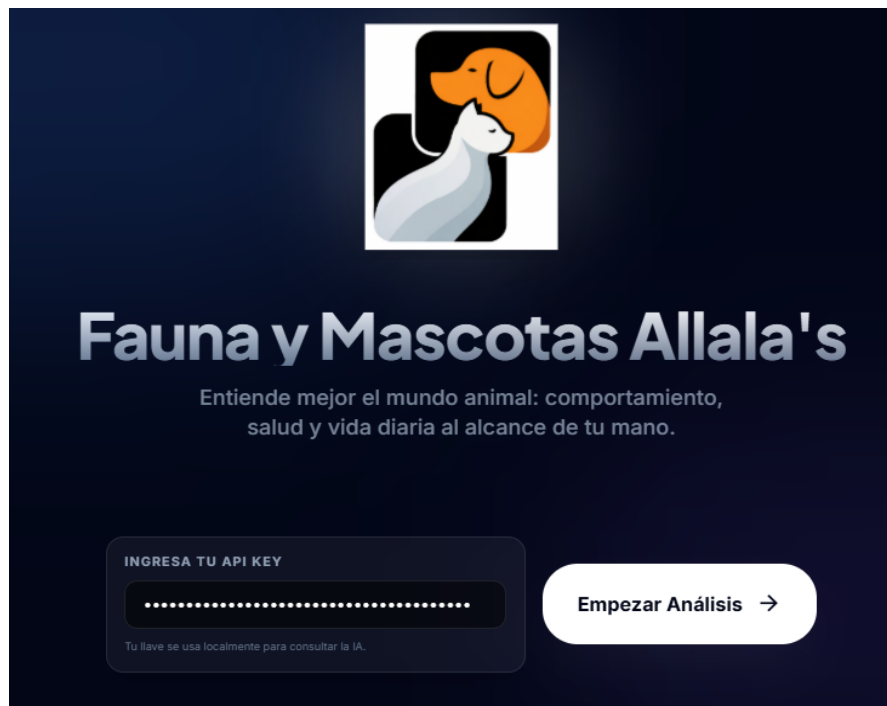 Fauna y Mascotas Allala's
Entiende mejor el mundo animal: comportamiento,
salud y vida diaria al alcance de tu mano.
INGRESA TU API KEY
••••••••••••••••••••••••••••••••••••••
Tu llave se usa localmente para consultar la IA.
Empezar Análisis →